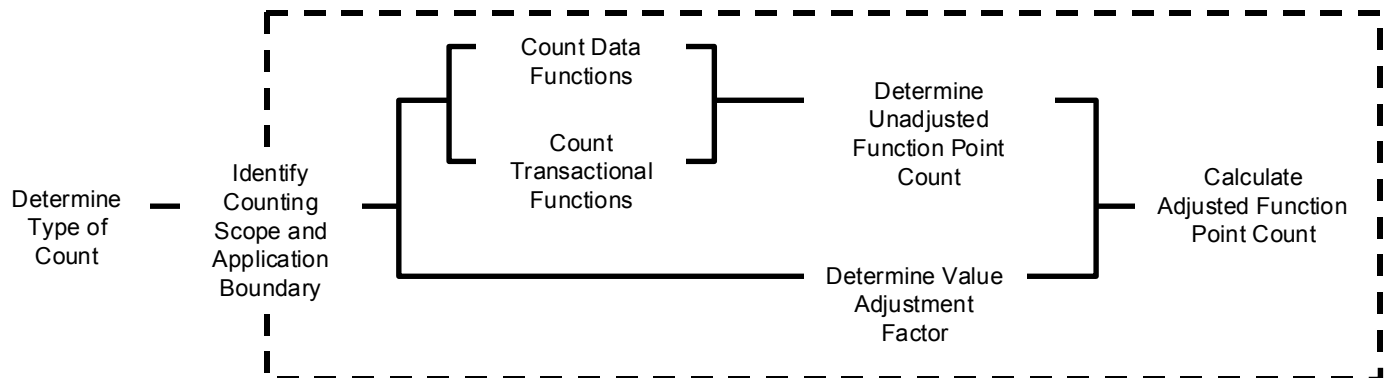 Determine
Type of
Count
Identify
Counting
Scope and
Application
Boundary
Count Data
Functions
Count
Transactional
Functions
Determine
Unadjusted
Function Point
Count
Determine Value
Adjustment
Factor
Calculate
Adjusted Function
Point Count